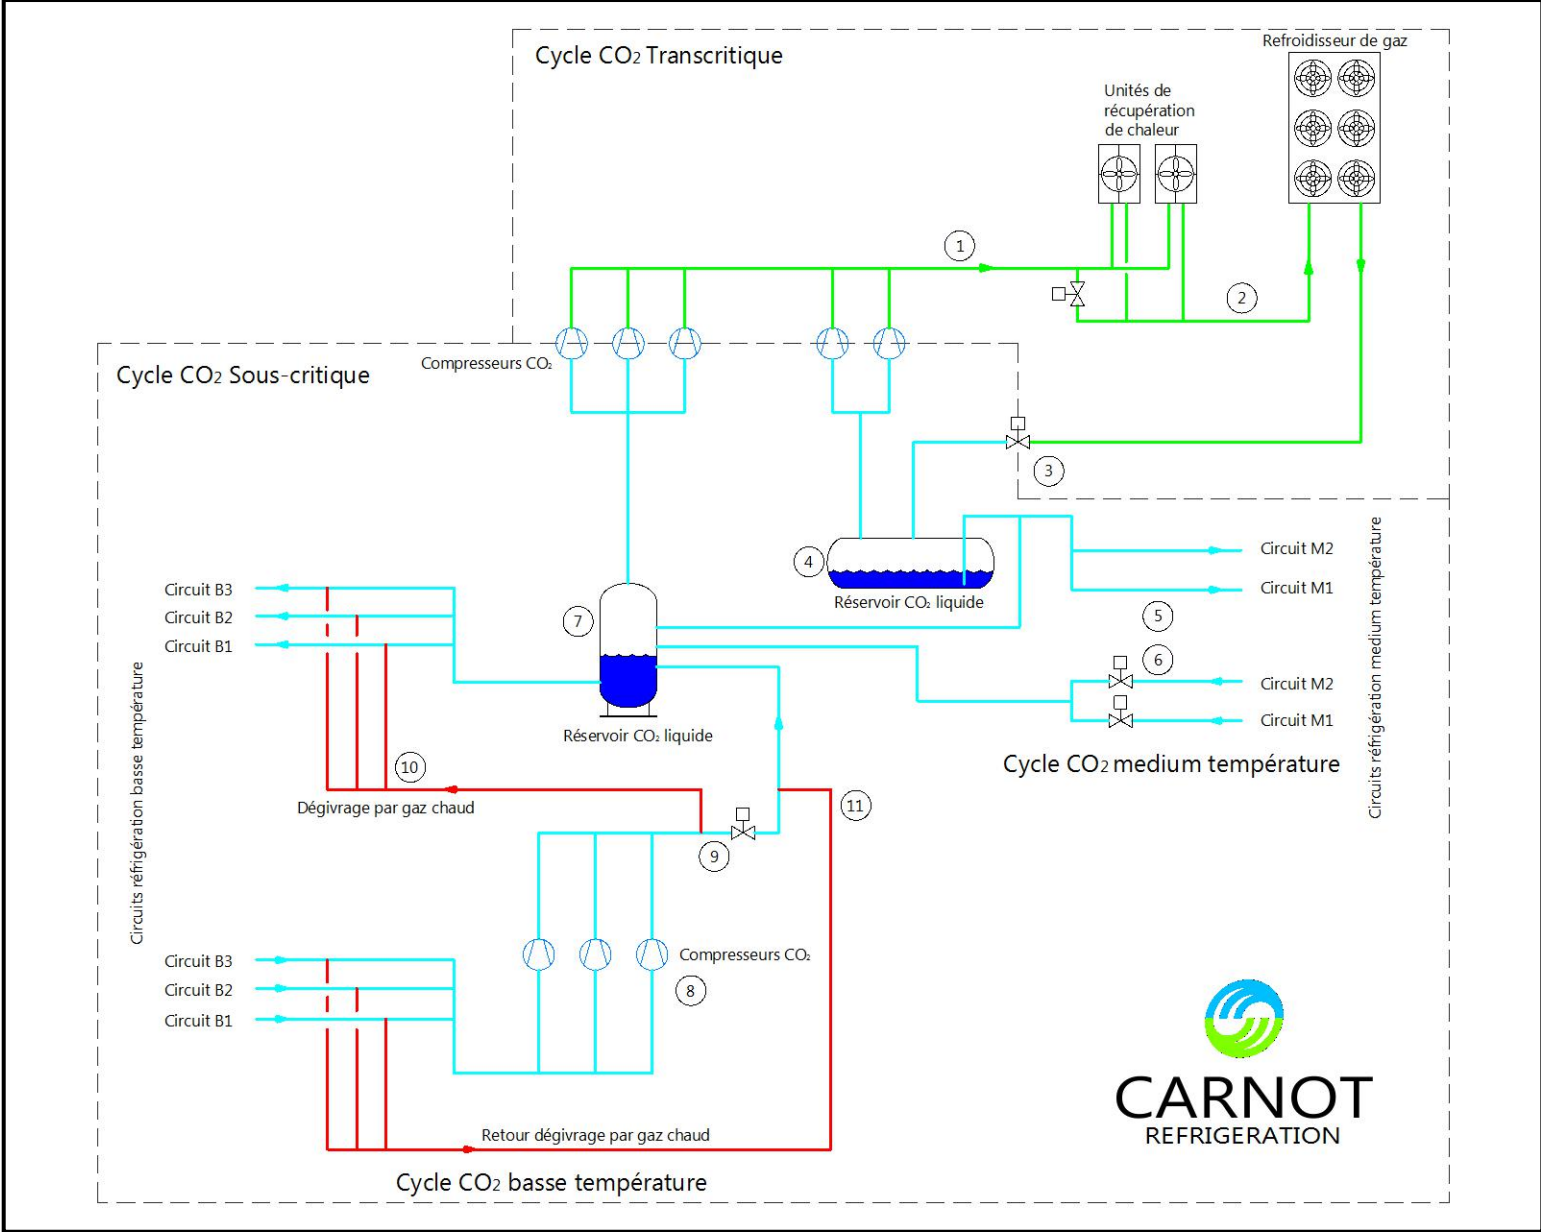 Cycle CO₂ Transcritique
Refroidisseur de gaz
Unités de
récupération
de chaleur
1
2
Compresseurs CO₂
Cycle CO₂ Sous-critique
3
4
Réservoir CO₂ liquide
Circuit M2
Circuit M1
5
6
Circuit M2
Circuit M1
Circuits réfrigération medium température
Cycle CO₂ medium température
Circuit B3
Circuit B2
Circuit B1
7
Réservoir CO₂ liquide
Circuits réfrigération basse température
10
Dégivrage par gaz chaud
11
9
Compresseurs CO₂
8
Circuit B3
Circuit B2
Circuit B1
Retour dégivrage par gaz chaud
Cycle CO₂ basse température
CARNOT
REFRIGERATION